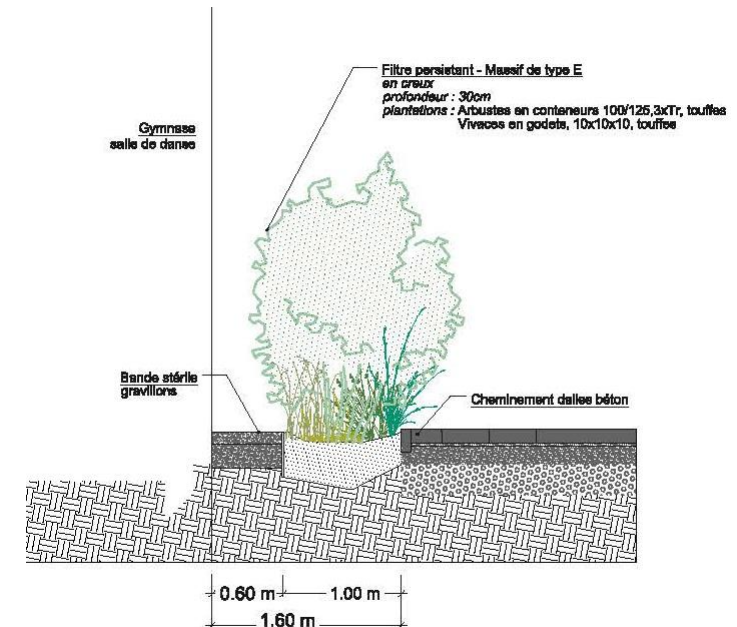 Filtre persistant - Massif de type E
en creux
profondeur : 30cm
plantations : Arbustes en conteneurs 100/125,3xTr, touffes
Vivaces en godets, 10x10x10, touffes
Gymnase
salle de danse
Bande stérile
gravillons
Cheminement dalles béton
0.60 m
1.00 m
1.60 m